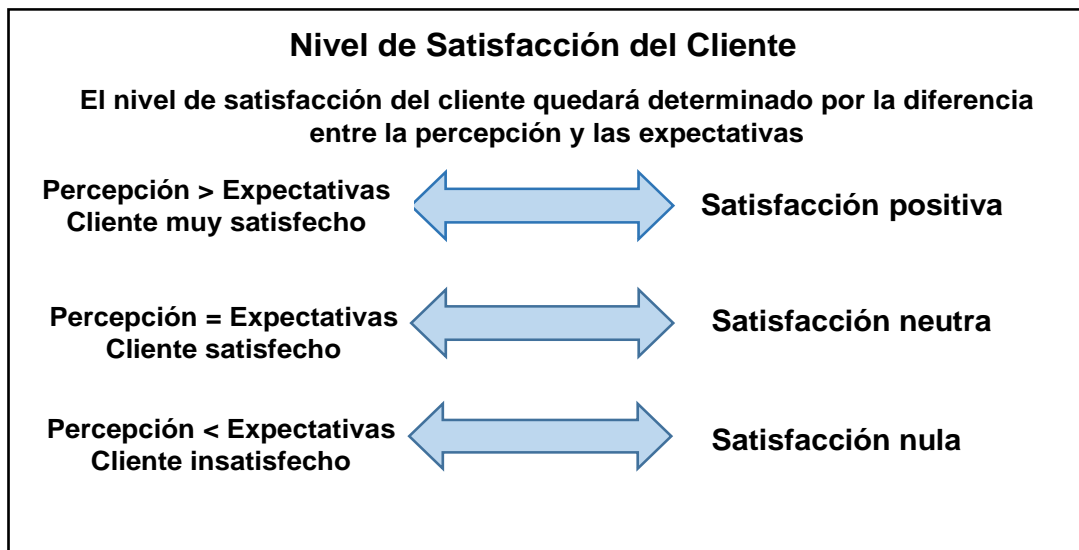 Nivel de Satisfacción del Cliente
El nivel de satisfacción del cliente quedará determinado por la diferencia
entre la percepción y las expectativas
Percepción > Expectativas
Cliente muy satisfecho
Satisfacción positiva
Percepción = Expectativas
Cliente satisfecho
Satisfacción neutra
Percepción < Expectativas
Cliente insatisfecho
Satisfacción nula